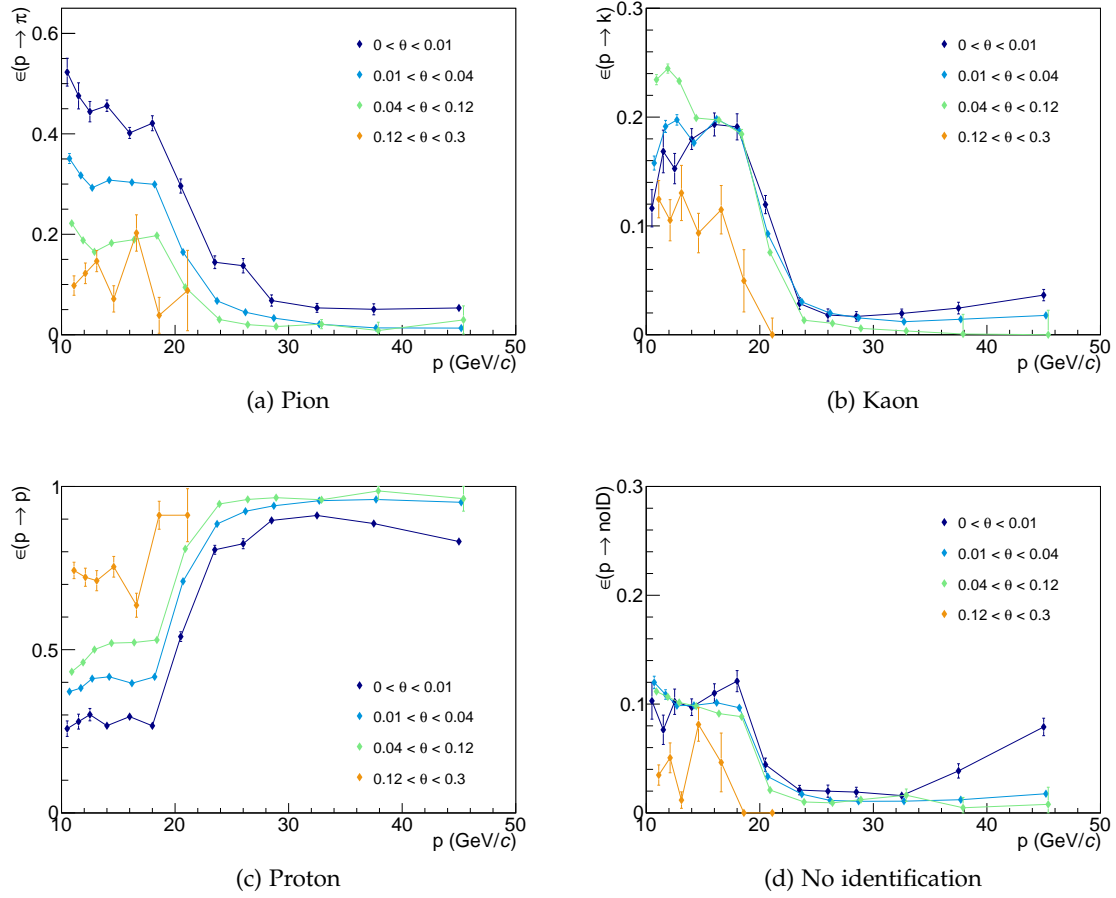 ϵ(p → π)
0.6
0.4
0.2
0
10 20 30 40 50
p (GeV/c)
0 < θ < 0.01
0.01 < θ < 0.04
0.04 < θ < 0.12
0.12 < θ < 0.3
(a) Pion
ϵ(p → k)
0.3
0.2
0.1
0
10 20 30 40 50
p (GeV/c)
0 < θ < 0.01
0.01 < θ < 0.04
0.04 < θ < 0.12
0.12 < θ < 0.3
(b) Kaon
ϵ(p → p)
1
0.5
0
10 20 30 40 50
p (GeV/c)
0 < θ < 0.01
0.01 < θ < 0.04
0.04 < θ < 0.12
0.12 < θ < 0.3
(c) Proton
ϵ(p → noID)
0.3
0.2
0.1
0
10 20 30 40 50
p (GeV/c)
0 < θ < 0.01
0.01 < θ < 0.04
0.04 < θ < 0.12
0.12 < θ < 0.3
(d) No identification